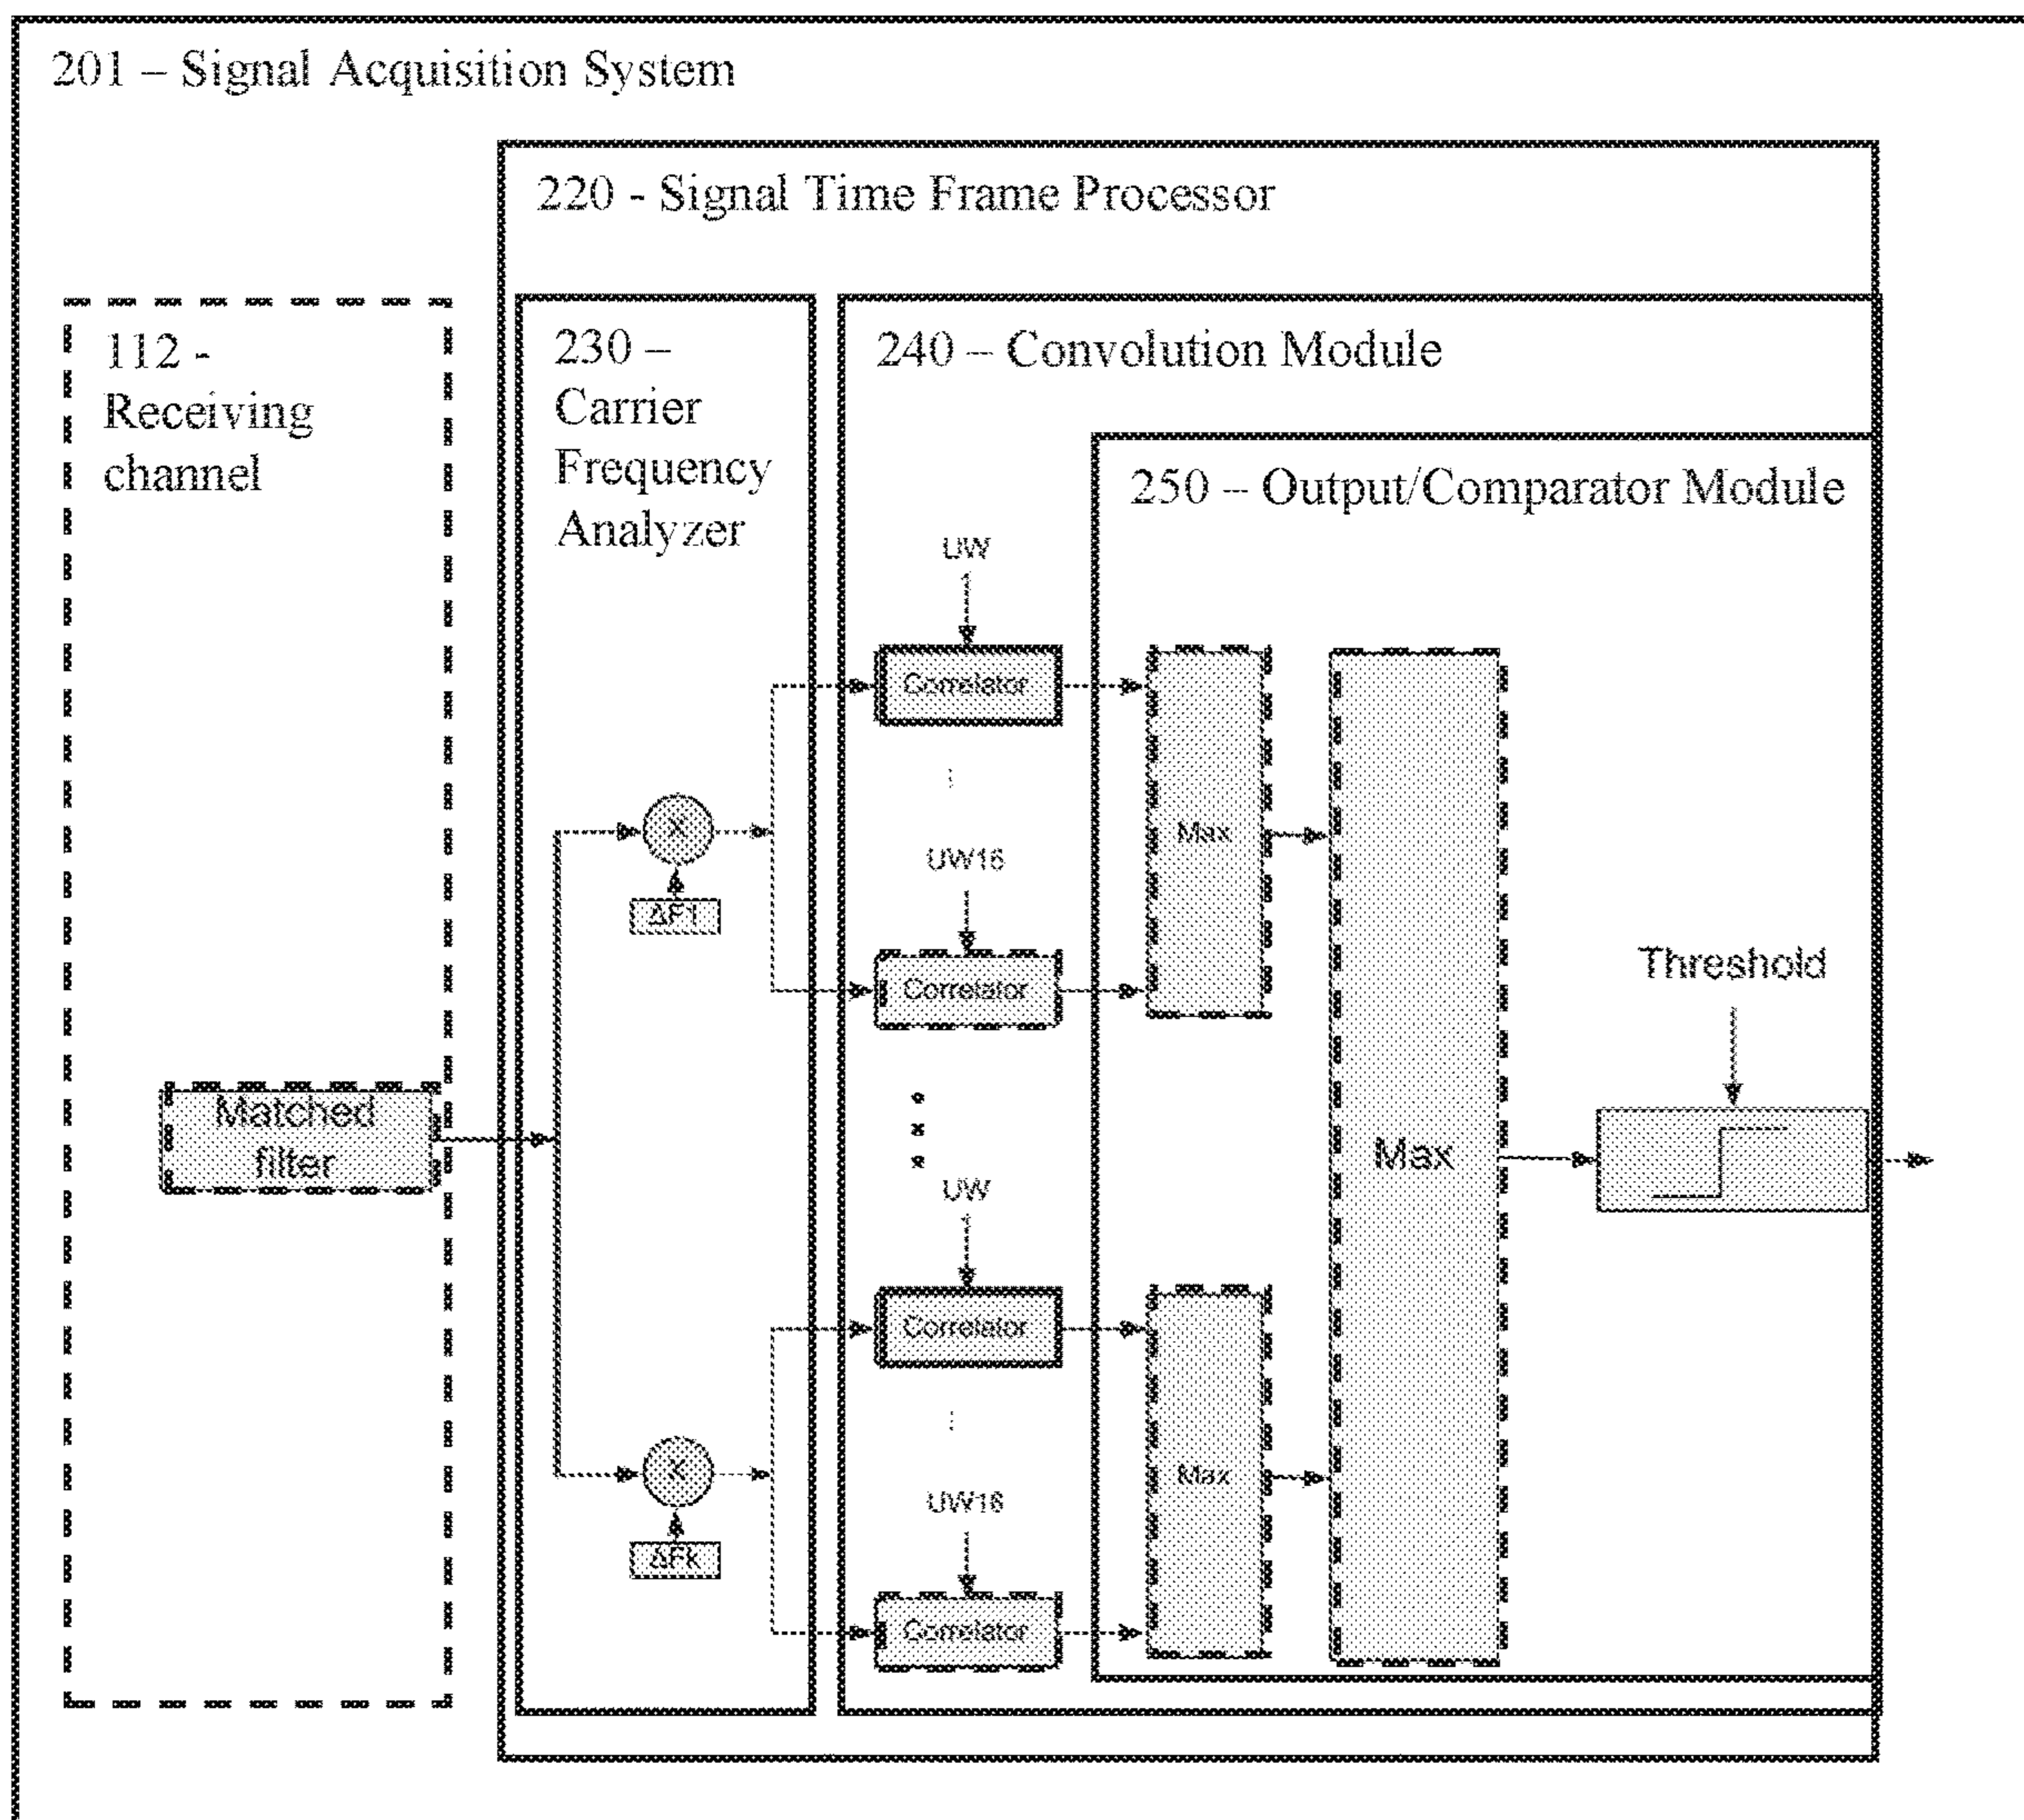 201 – Signal Acquisition System
220 - Signal Time Frame Processor
112 -
Receiving
channel
230 –
Carrier
Frequency
Analyzer
240 – Convolution Module
250 – Output/Comparator Module
UW
1
Correlator
Max
X
ΔF1
UW16
Correlator
Threshold
Matched
filter
Max
UW
1
Correlator
X
ΔFk
Max
UW16
Correlator